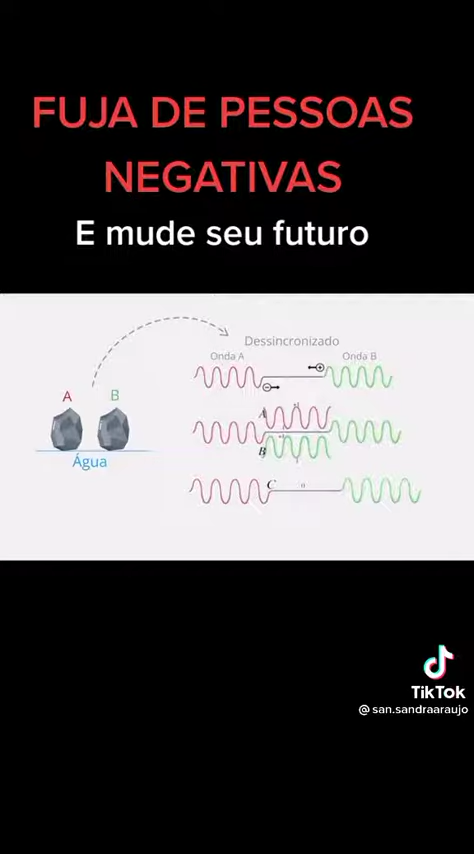 FUJA DE PESSOAS
NEGATIVAS
E mude seu futuro
Dessincronizado
Onda A
Onda B
A
B
Água
A
B
C
TikTok
@ san.sandraaraujo